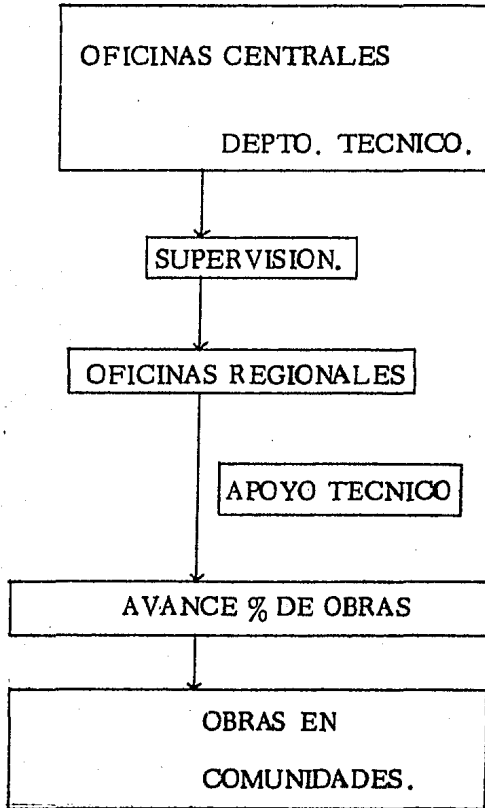 OFICINAS CENTRALES
DEPTO. TECNICO.
SUPERVISION.
OFICINAS REGIONALES
APOYO TECNICO
AVANCE % DE OBRAS
OBRAS EN
COMUNIDADES.